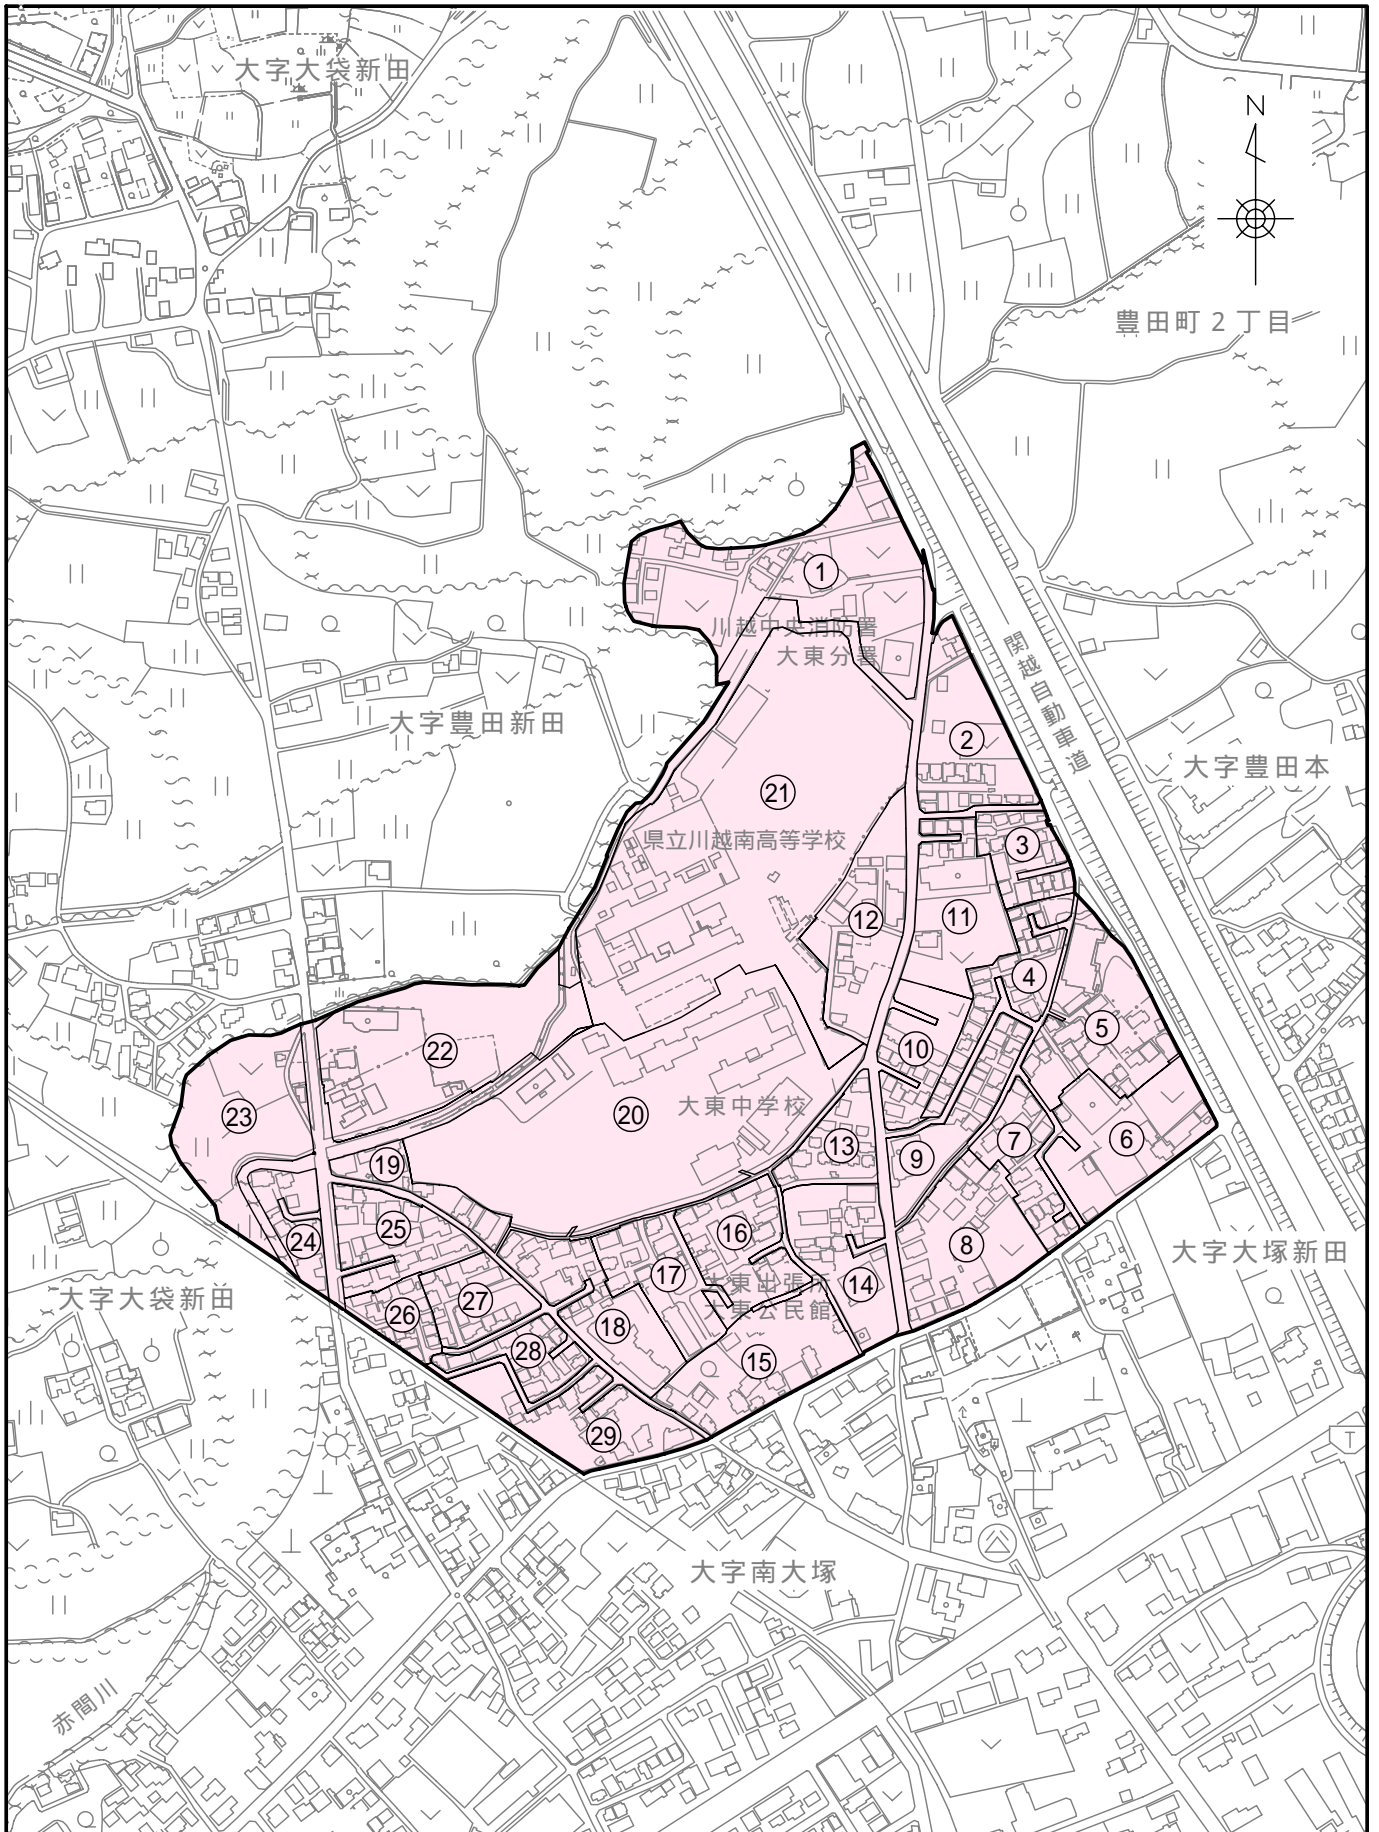 大字大袋新田
N
豊田町2丁目
①
川越中央消防署
大東分署
関越自動車道
大字豊田新田
②
大字豊田本
㉑
県立川越南高等学校
③
⑫
⑪
④
⑤
㉒
⑩
㉓
⑳
大東中学校
⑬
⑦
⑥
⑨
⑲
㉕
㉔
⑯
⑧
大字大塚新田
大字大袋新田
㉗
⑰
大東出張所
大東公民館
⑭
㉖
⑱
㉘
⑮
㉙
大字南大塚
赤間川